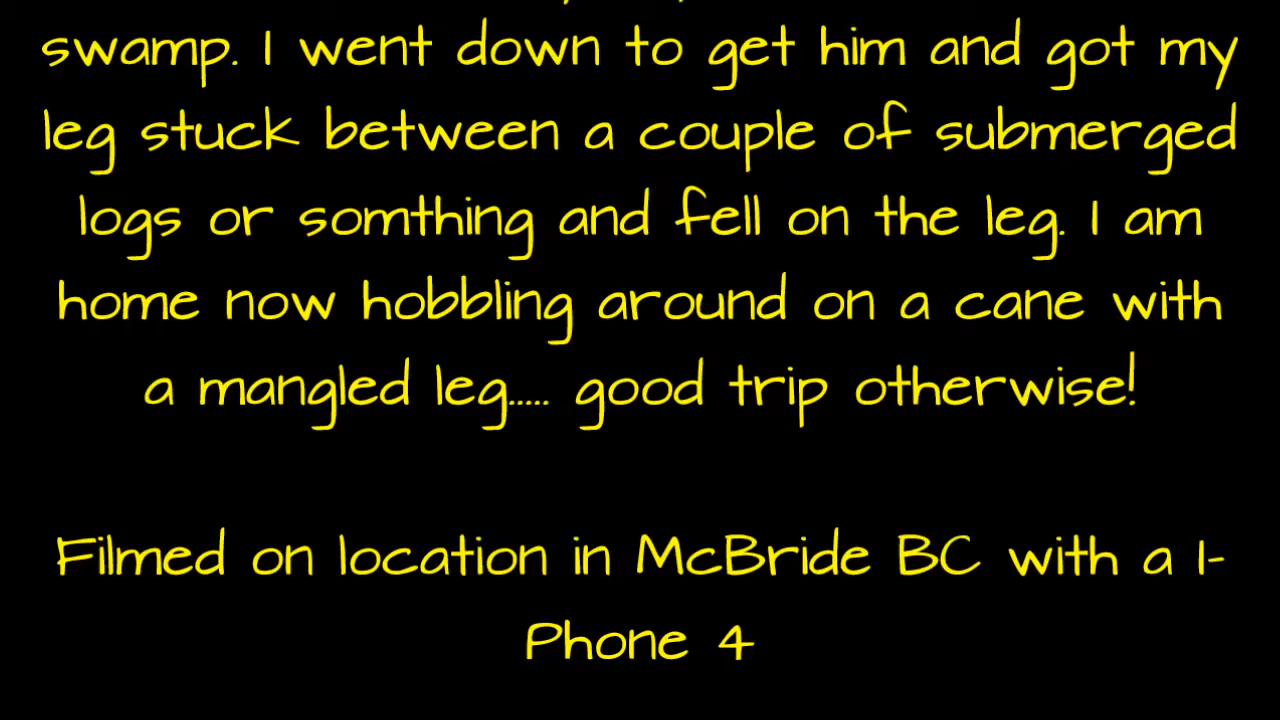 swamp. I went down to get him and got my
leg stuck between a couple of submerged
logs or somthing and fell on the leg. I am
home now hobbling around on a cane with
a mangled leg..... good trip otherwise!
Filmed on location in McBride BC with a I-
Phone 4